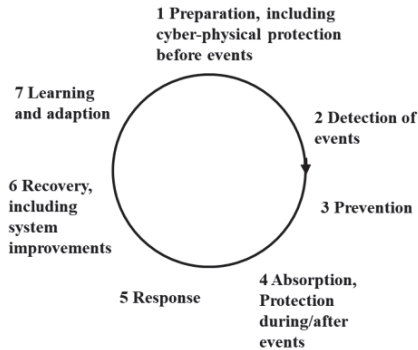 1 Preparation, including
cyber-physical protection
before events
2 Detection of
events
3 Prevention
4 Absorption,
Protection
during/after
events
5 Response
6 Recovery,
including
system
improvements
7 Learning
and adaption